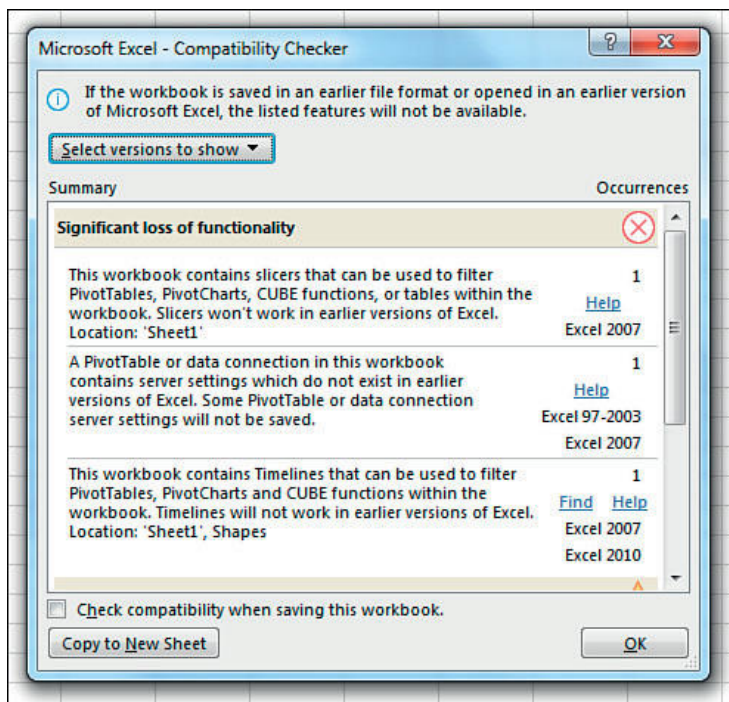 Microsoft Excel - Compatibility Checker
?
If the workbook is saved in an earlier file format or opened in an earlier version
of Microsoft Excel, the listed features will not be available.
Select versions to show
Summary Occurrences
Significant loss of functionality
This workbook contains slicers that can be used to filter 1
PivotTables, PivotCharts, CUBE functions, or tables within the
workbook. Slicers won't work in earlier versions of Excel. Help
Location: 'Sheet1' Excel 2007
A PivotTable or data connection in this workbook 1
contains server settings which do not exist in earlier
versions of Excel. Some PivotTable or data connection Help
server settings will not be saved. Excel 97-2003
Excel 2007
This workbook contains Timelines that can be used to filter 1
PivotTables, PivotCharts and CUBE functions within the
workbook. Timelines will not work in earlier versions of Excel. Find Help
Location: 'Sheet1', Shapes Excel 2007
Excel 2010
Check compatibility when saving this workbook.
Copy to New Sheet OK